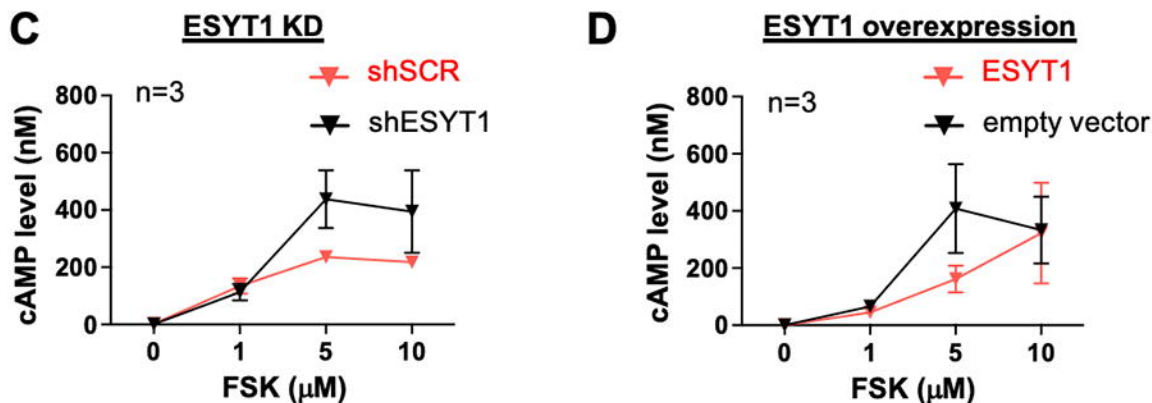 C
ESYT1 KD
shSCR
shESYT1
n=3
cAMP level (nM)
800
600
400
200
0
0 1 5 10
FSK (μM)
D
ESYT1 overexpression
ESYT1
empty vector
n=3
cAMP level (nM)
800
600
400
200
0
0 1 5 10
FSK (μM)